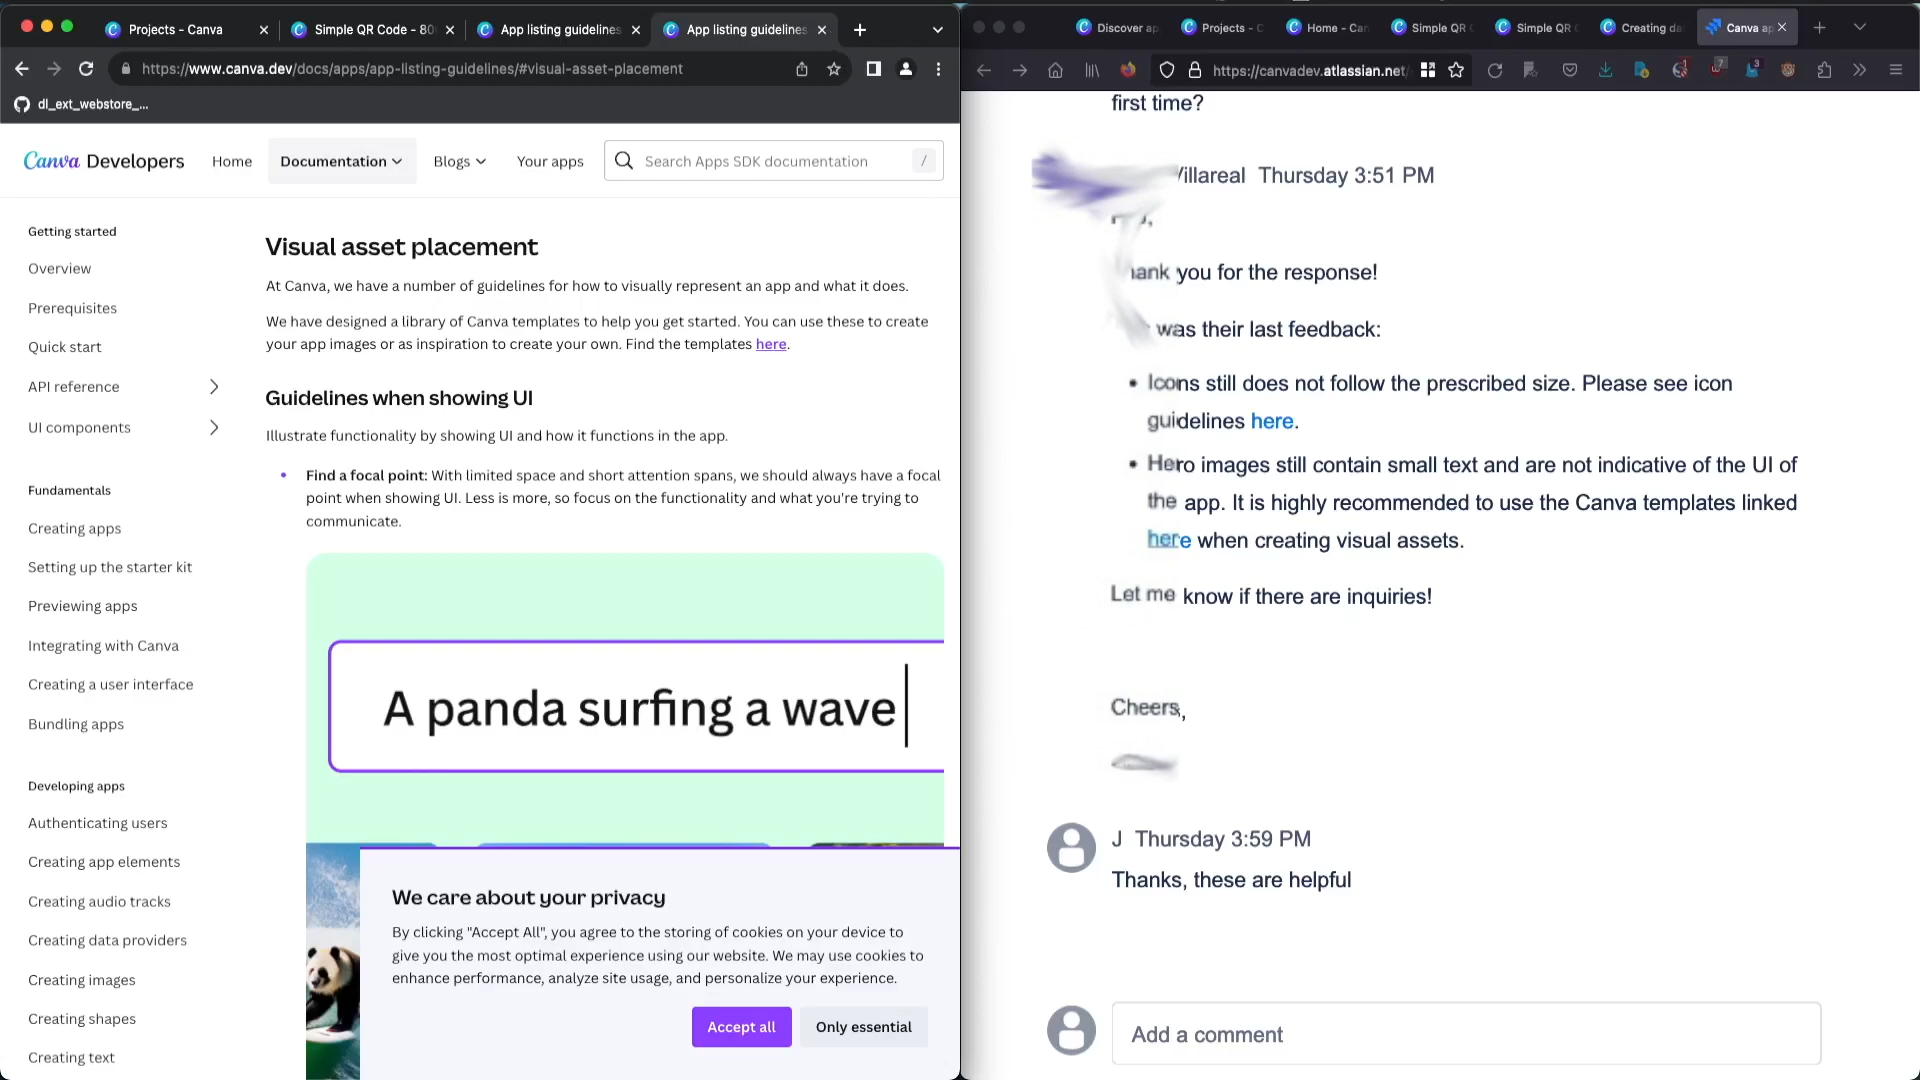 Projects - Canva
Simple QR Code - 80
App listing guidelines
App listing guidelines
https://www.canva.dev/docs/apps/app-listing-guidelines/#visual-asset-placement
dl_ext_webstore_...
Canva Developers
Home
Documentation
Blogs
Your apps
Search Apps SDK documentation
/
Getting started
Overview
Prerequisites
Quick start
API reference
UI components
Fundamentals
Creating apps
Setting up the starter kit
Previewing apps
Integrating with Canva
Creating a user interface
Bundling apps
Developing apps
Authenticating users
Creating app elements
Creating audio tracks
Creating data providers
Creating images
Creating shapes
Creating text
Visual asset placement
At Canva, we have a number of guidelines for how to visually represent an app and what it does.
We have designed a library of Canva templates to help you get started. You can use these to create
your app images or as inspiration to create your own. Find the templates here.
Guidelines when showing UI
Illustrate functionality by showing UI and how it functions in the app.
• Find a focal point: With limited space and short attention spans, we should always have a focal
point when showing UI. Less is more, so focus on the functionality and what you're trying to
communicate.
A panda surfing a wave
We care about your privacy
By clicking "Accept All", you agree to the storing of cookies on your device to
give you the most optimal experience using our website. We may use cookies to
enhance performance, analyze site usage, and personalize your experience.
Accept all
Only essential
Discover ap
Projects - C
Home - Can
Simple QR C
Simple QR C
Creating da
Canva ap
https://canvadev.atlassian.net/
1
7
3
first time?
Villareal Thursday 3:51 PM
you for the response!
was their last feedback:
• Icons still does not follow the prescribed size. Please see icon
guidelines here.
• Hero images still contain small text and are not indicative of the UI of
the app. It is highly recommended to use the Canva templates linked
here when creating visual assets.
Let me know if there are inquiries!
Cheers,
J Thursday 3:59 PM
Thanks, these are helpful
Add a comment